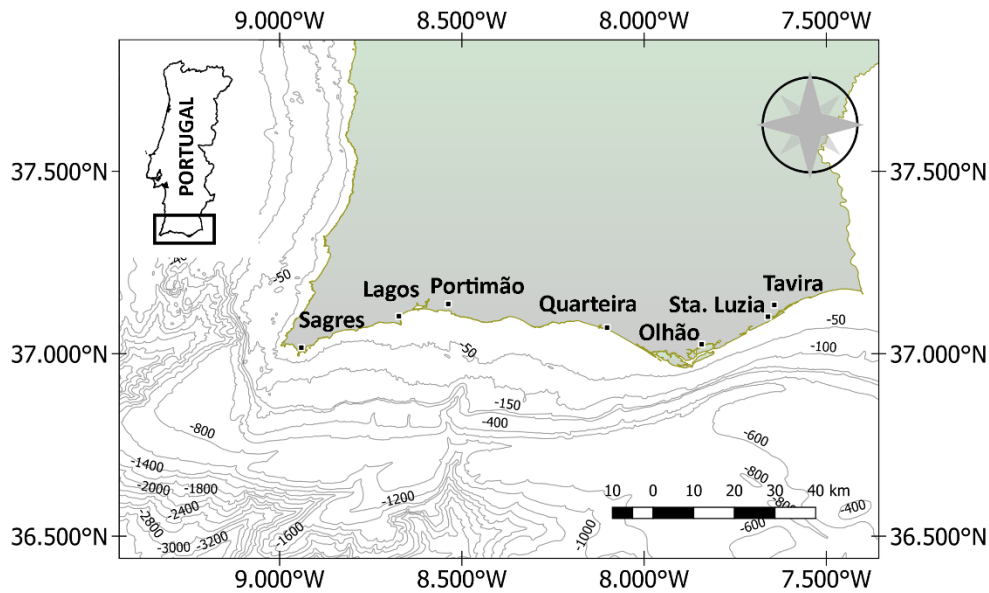 9.000°W 8.500°W 8.000°W 7.500°W
PORTUGAL
37.500°N 37.500°N
-50
Lagos Portimão
Tavira
Sta. Luzia
Quarteira
Sagres
Olhão
-50
-50
-100
37.000°N 37.000°N
-150
-400
-800
-600
-1400
-800
-2000 -1800
-1200
-800
-2400
-400
-2800
-600
-3000 -3200
-1600
-1000
10 0 10 20 30 40 km
36.500°N 36.500°N
9.000°W 8.500°W 8.000°W 7.500°W